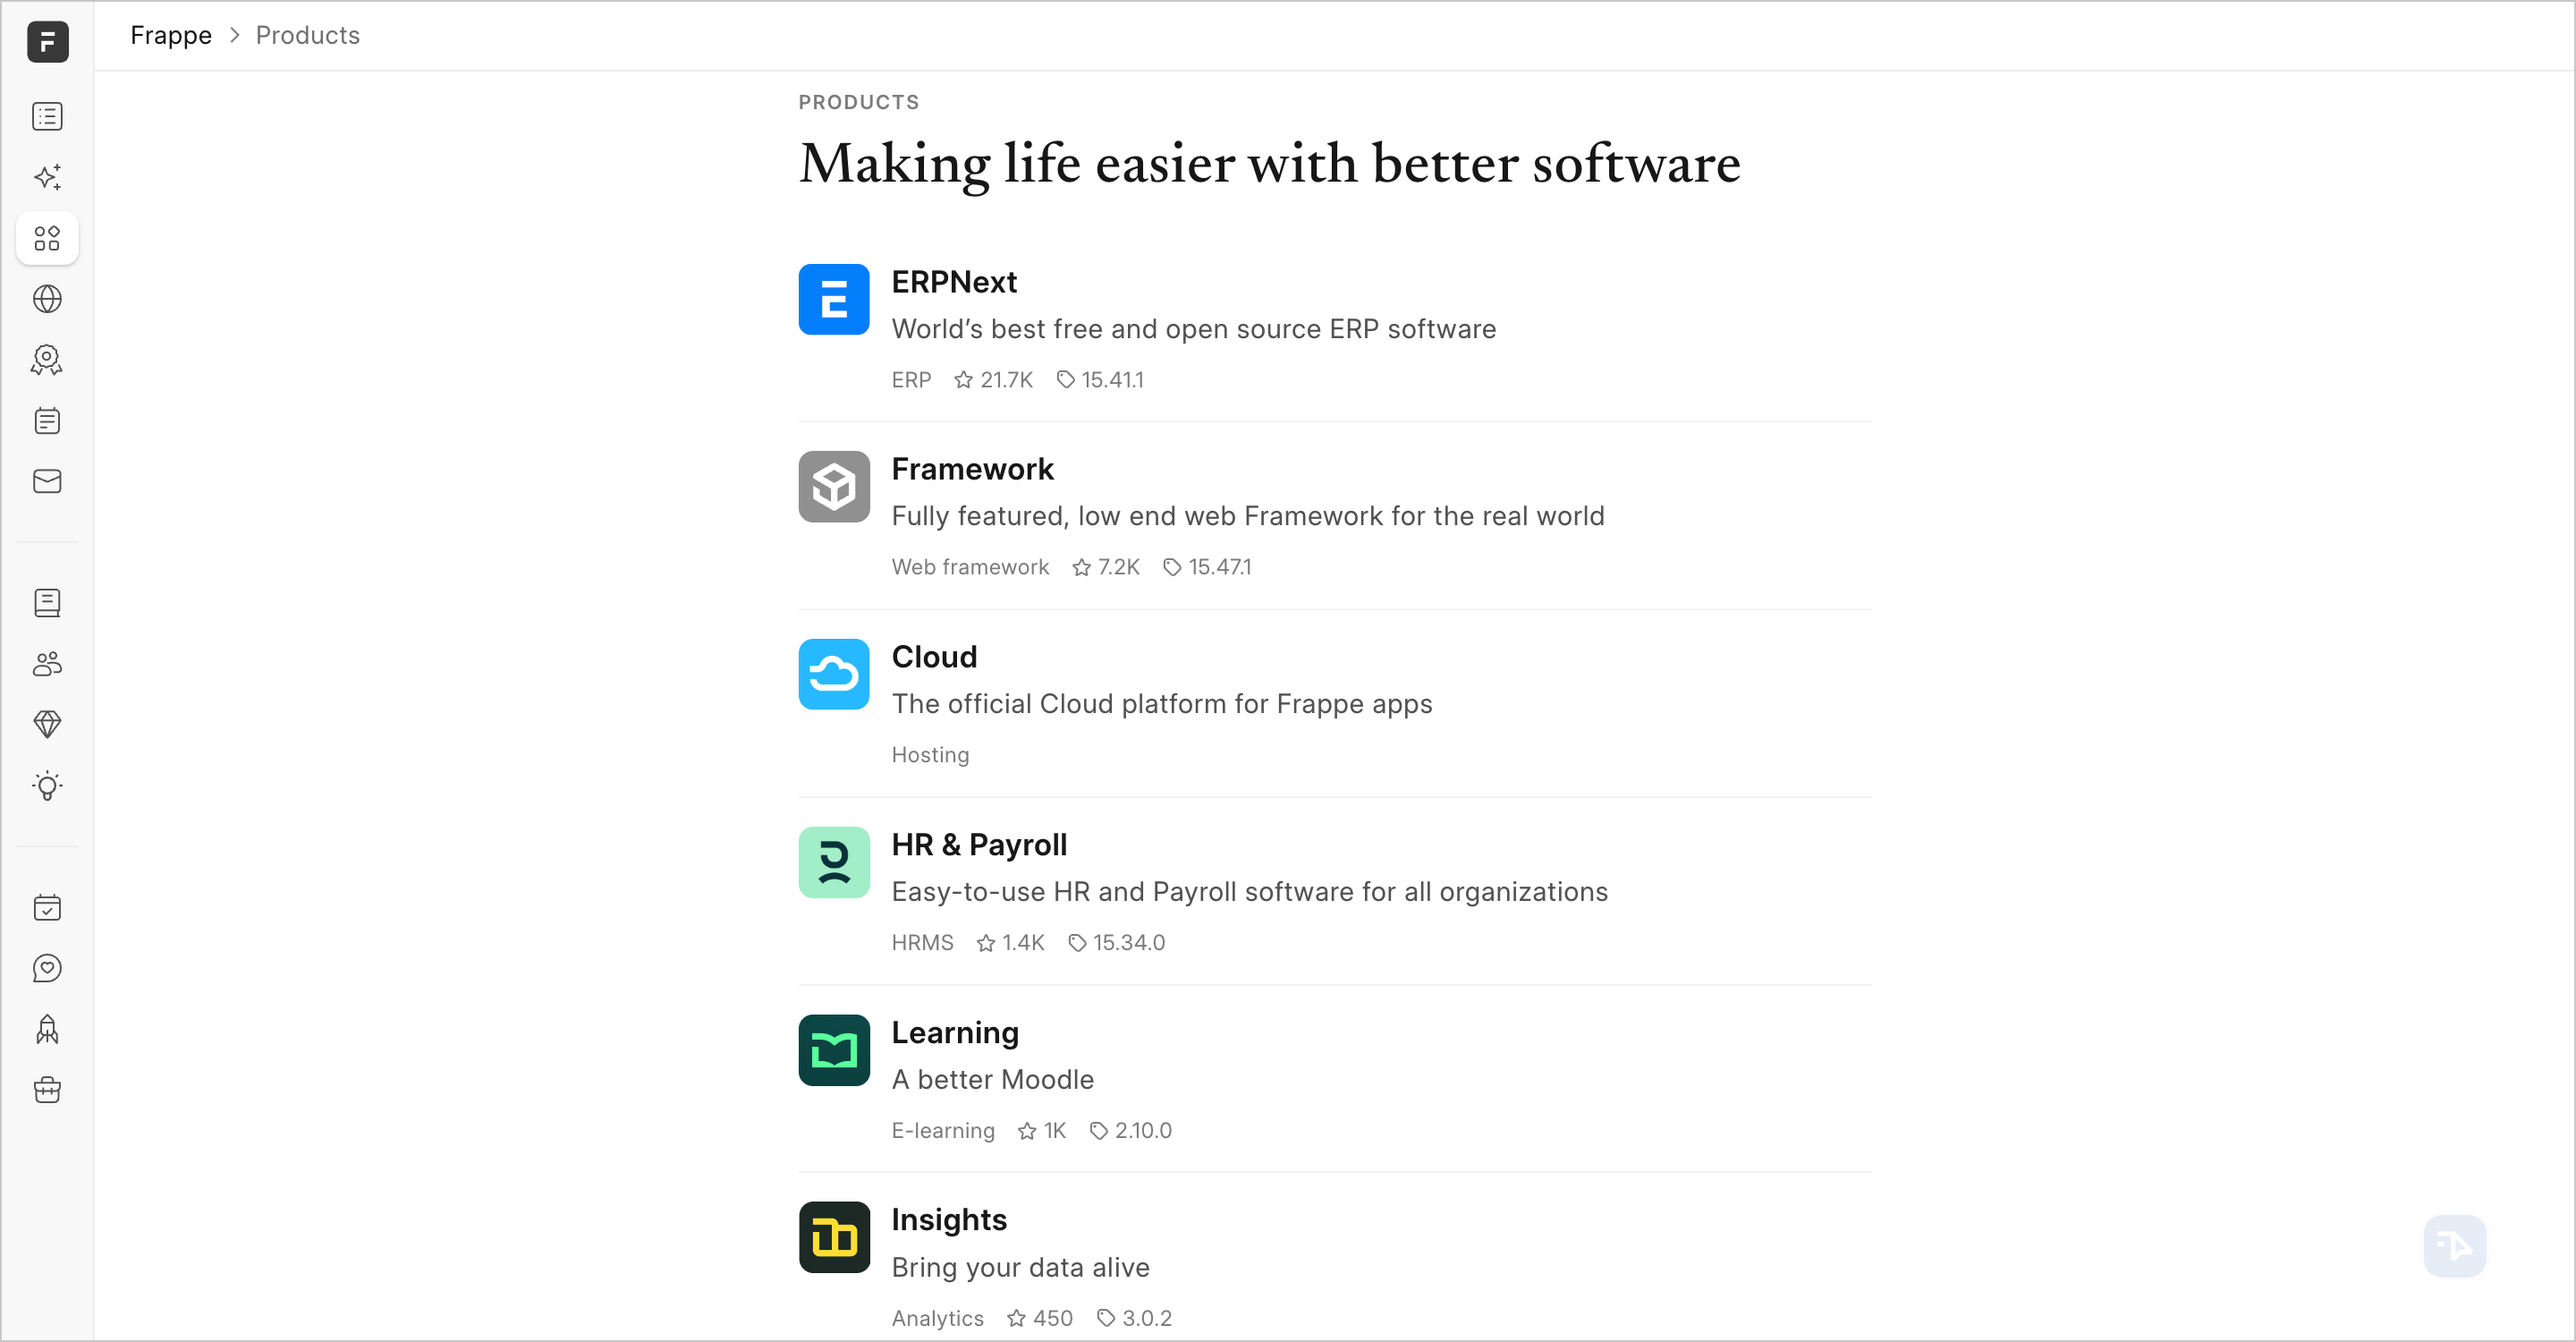 Frappe > Products
PRODUCTS
Making life easier with better software
ERPNext
World’s best free and open source ERP software
ERP 21.7K 15.41.1
Framework
Fully featured, low end web Framework for the real world
Web framework 7.2K 15.47.1
Cloud
The official Cloud platform for Frappe apps
Hosting
HR & Payroll
Easy-to-use HR and Payroll software for all organizations
HRMS 1.4K 15.34.0
Learning
A better Moodle
E-learning 1K 2.10.0
Insights
Bring your data alive
Analytics 450 3.0.2